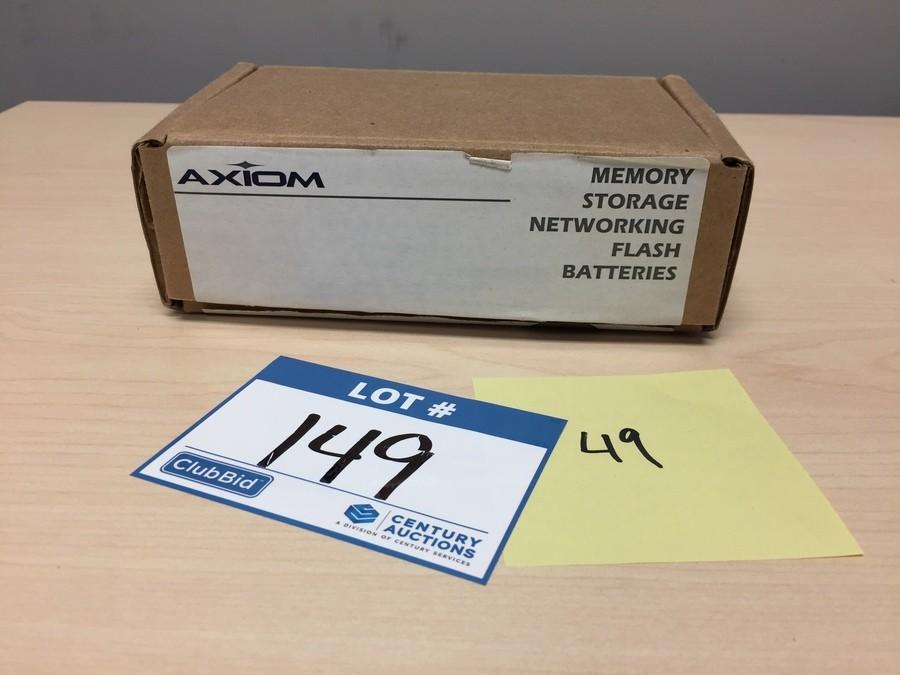 AXIOM
MEMORY
STORAGE
NETWORKING
FLASH
BATTERIES
LOT #
149
ClubBid
CENTURY
AUCTIONS
A DIVISION OF CENTURY SERVICES
49